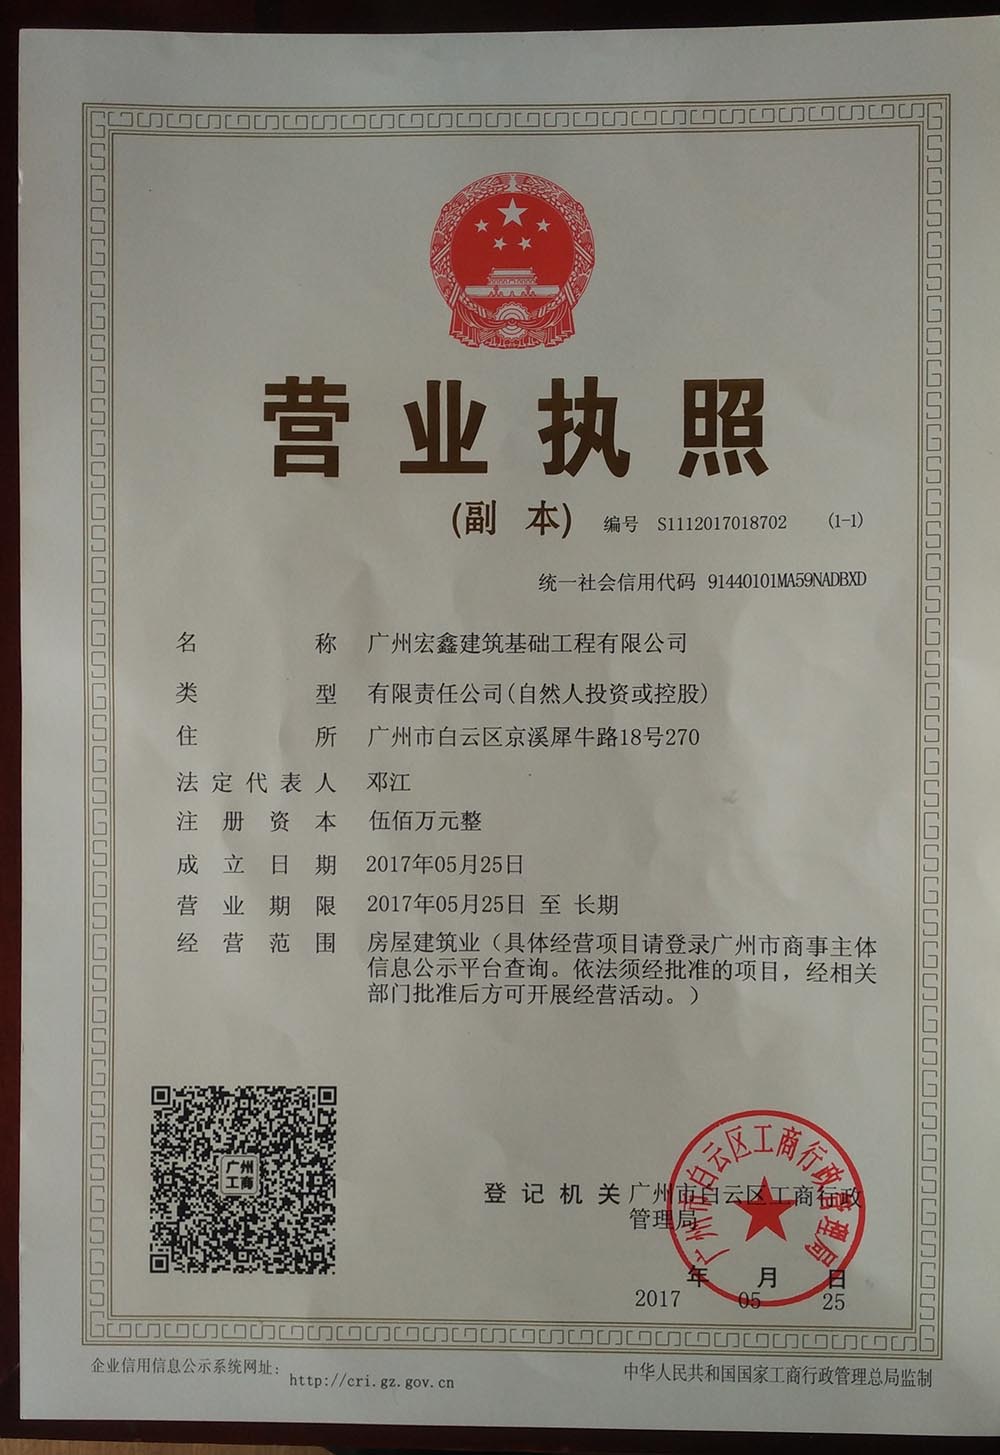 营业执照
(副 本) 编号 S1112017018702 (1-1)
统一社会信用代码 91440101MA59NADBXD
名 称 广州宏鑫建筑基础工程有限公司
类 型 有限责任公司(自然人投资或控股)
住 所 广州市白云区京溪犀牛路18号270
法定代表人 邓江
注册资本 伍佰万元整
成立日期 2017年05月25日
营业期限 2017年05月25日 至 长期
经营范围 房屋建筑业（具体经营项目请登录广州市商事主体
信息公示平台查询。依法须经批准的项目，经相关
部门批准后方可开展经营活动。）
广州
工商
登记机关 广州市白云区工商行政
管理局
广州市白云区工商行政管理局
年 月 日
2017 05 25
企业信用信息公示系统网址：http://cri.gz.gov.cn
中华人民共和国国家工商行政管理总局监制